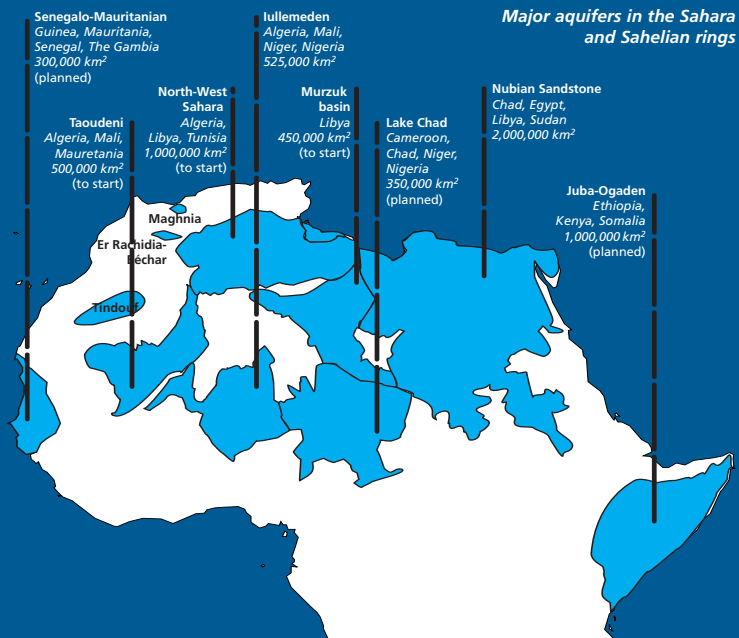 Major aquifers in the Sahara
and Sahelian rings
Senegalo-Mauritanian
Guinea, Mauritania,
Senegal, The Gambia
300,000 km²
(planned)
Taoudeni
Algeria, Mali,
Mauretania
500,000 km²
(to start)
North-West
Sahara
Algeria,
Libya, Tunisia
1,000,000 km²
(to start)
Iullemeden
Algeria, Mali,
Niger, Nigeria
525,000 km²
Murzuk
basin
Libya
450,000 km²
(to start)
Lake Chad
Cameroon,
Chad, Niger,
Nigeria
350,000 km²
(planned)
Nubian Sandstone
Chad, Egypt,
Libya, Sudan
2,000,000 km²
Juba-Ogaden
Ethiopia,
Kenya, Somalia
1,000,000 km²
(planned)
Maghnia
Er Rachidia-
Béchar
Tindouf